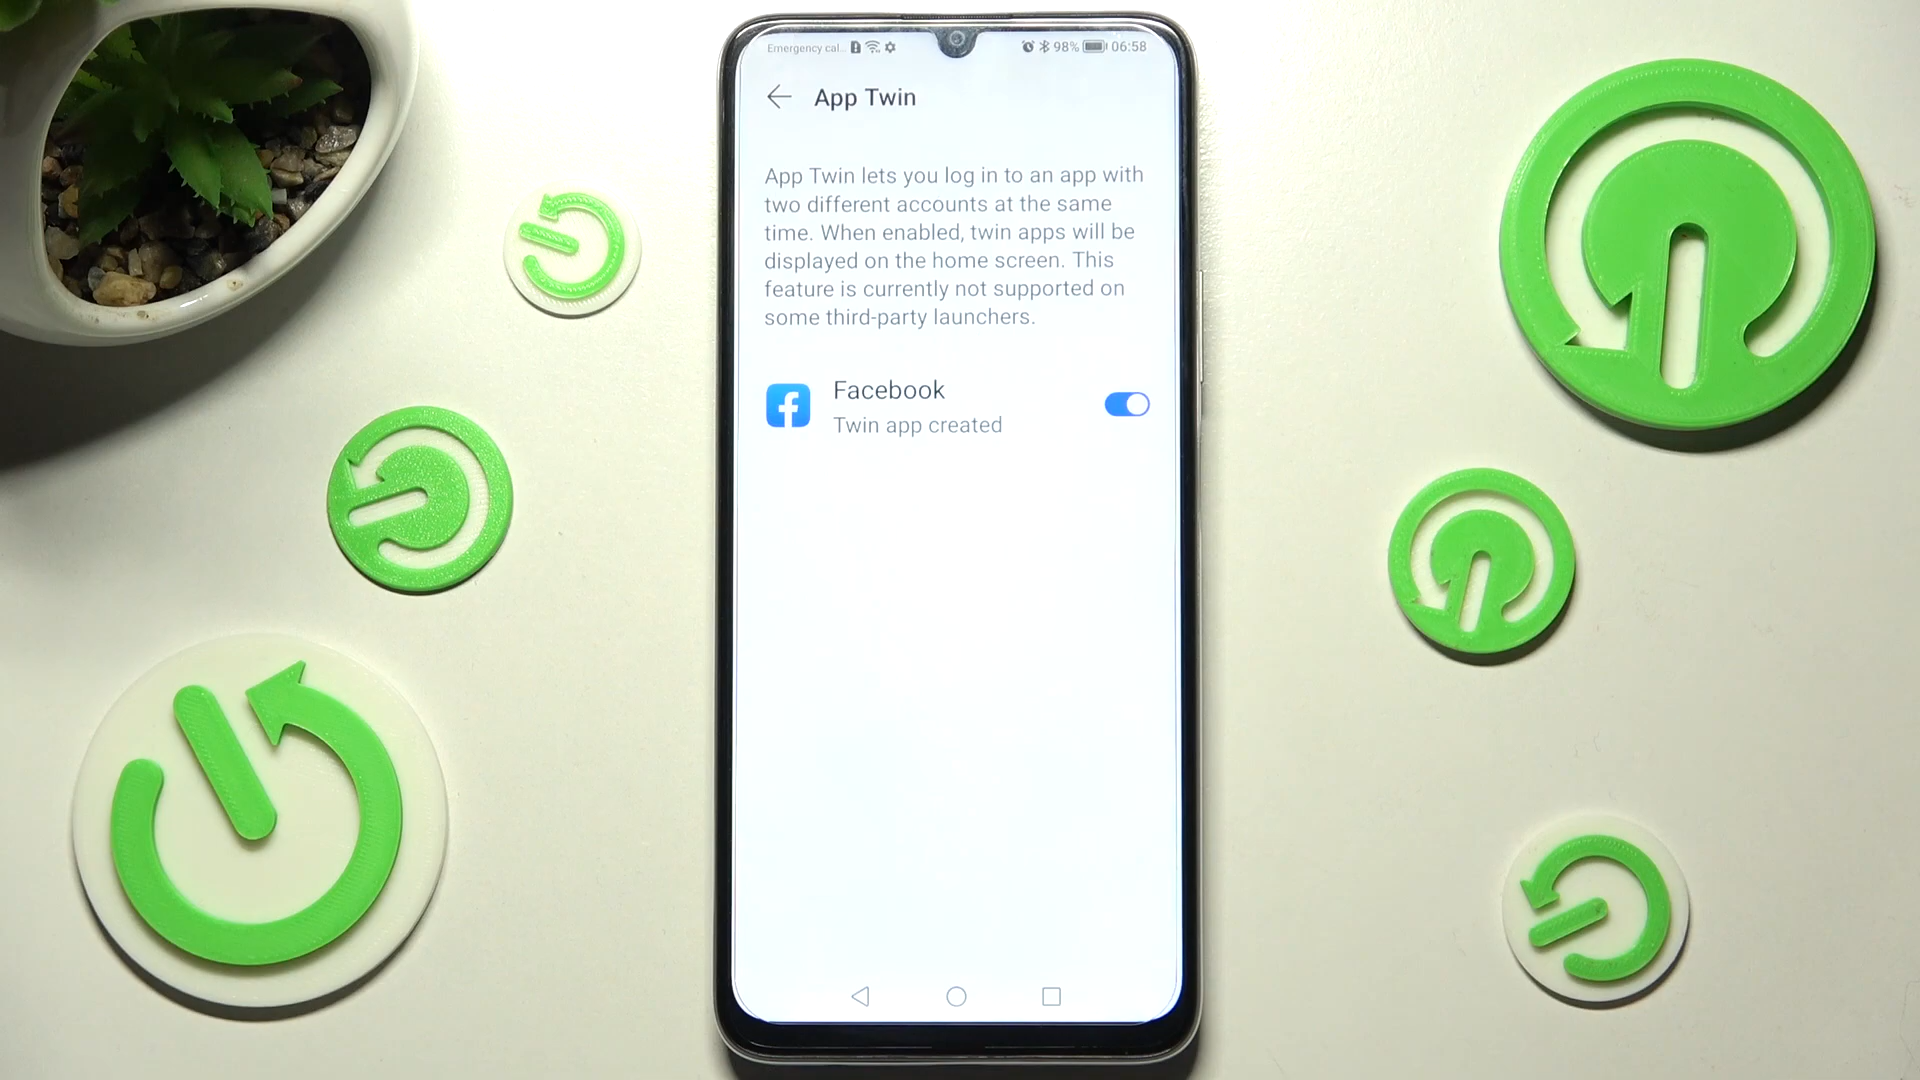 Emergency cal... 98% 06:58
App Twin
App Twin lets you log in to an app with
two different accounts at the same
time. When enabled, twin apps will be
displayed on the home screen. This
feature is currently not supported on
some third-party launchers.
Facebook
Twin app created